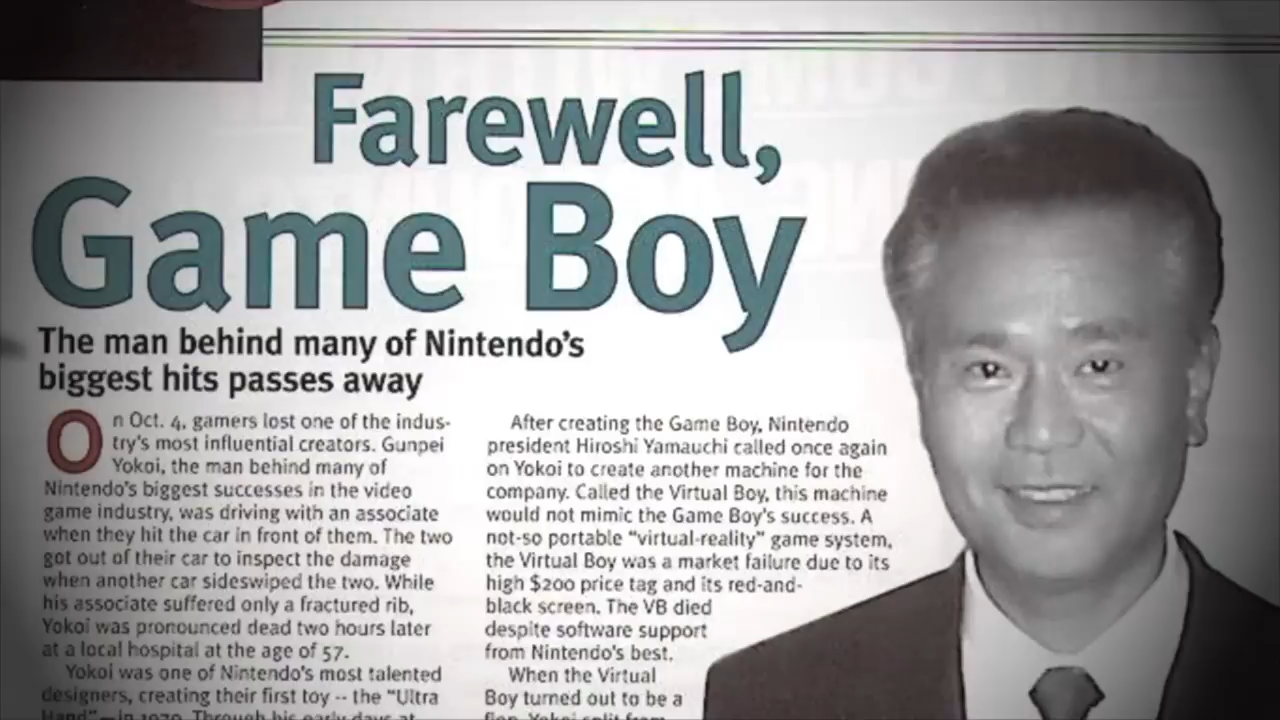 Farewell,
Game Boy
The man behind many of Nintendo's
biggest hits passes away
On Oct. 4, gamers lost one of the indus-
try's most influential creators. Gunpei
Yokoi, the man behind many of
Nintendo's biggest successes in the video
game industry, was driving with an associate
when they hit the car in front of them. The two
got out of their car to inspect the damage
when another car sideswiped the two. While
his associate suffered only a fractured rib,
Yokoi was pronounced dead two hours later
at a local hospital at the age of 57.
Yokoi was one of Nintendo's most talented
designers, creating their first toy -- the "Ultra
After creating the Game Boy, Nintendo
president Hiroshi Yamauchi called once again
on Yokoi to create another machine for the
company. Called the Virtual Boy, this machine
would not mimic the Game Boy's success. A
not-so portable "virtual-reality" game system,
the Virtual Boy was a market failure due to its
high $200 price tag and its red-and-
black screen. The VB died
despite software support
from Nintendo's best.
When the Virtual
Boy turned out to be a